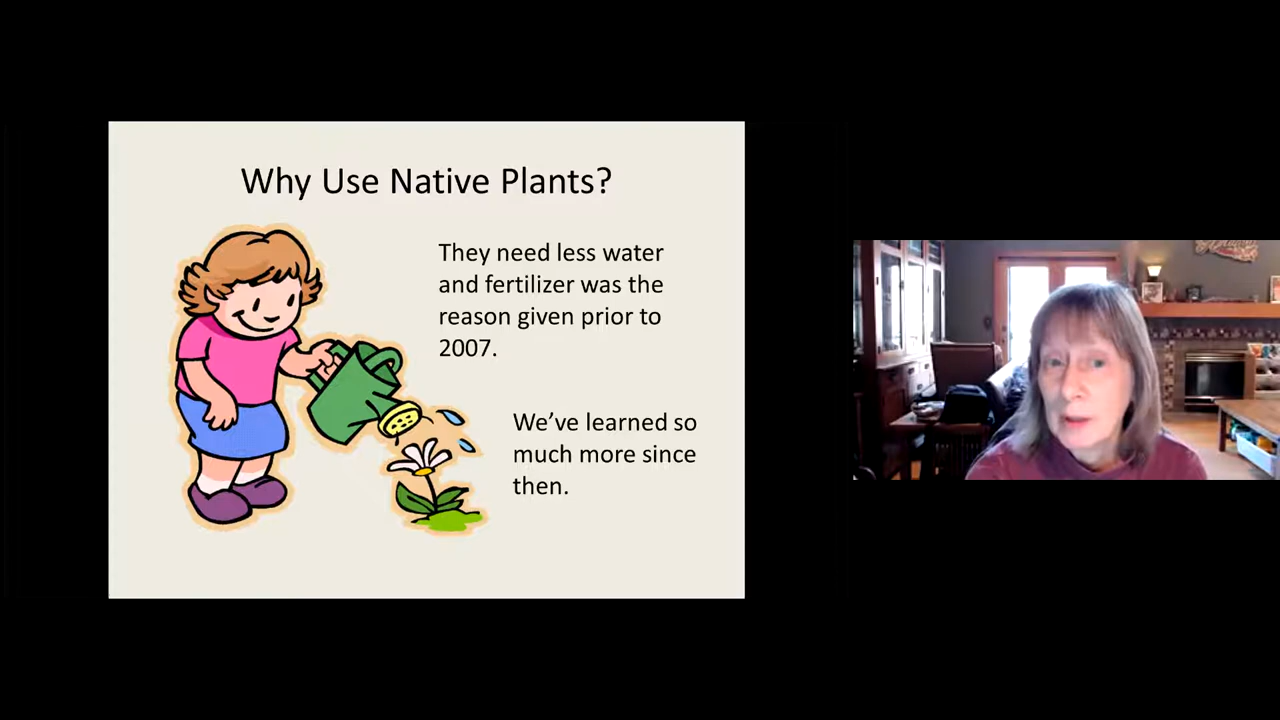 Why Use Native Plants?
They need less water
and fertilizer was the
reason given prior to
2007.
We’ve learned so
much more since
then.